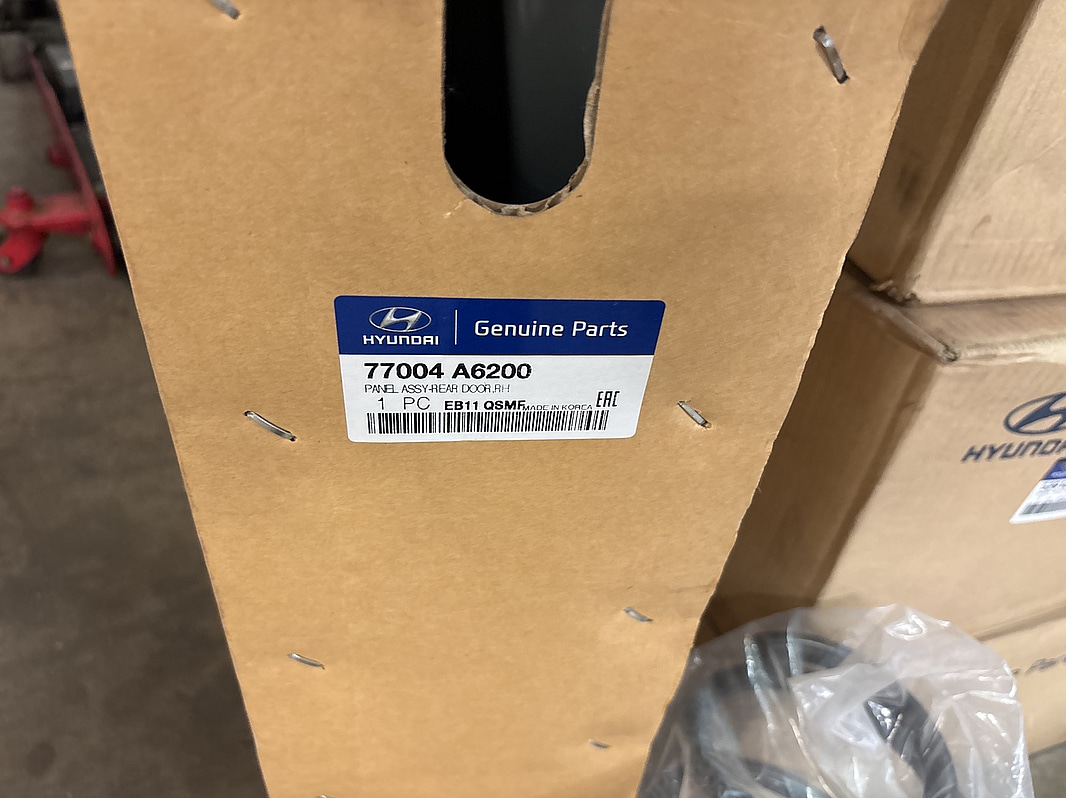 HYUNDAI
Genuine Parts
77004 A6200
PANEL ASSY-REAR DOOR,RH
1 PC EB11 QSMF MADE IN KOREA EAC
HYUNDAI